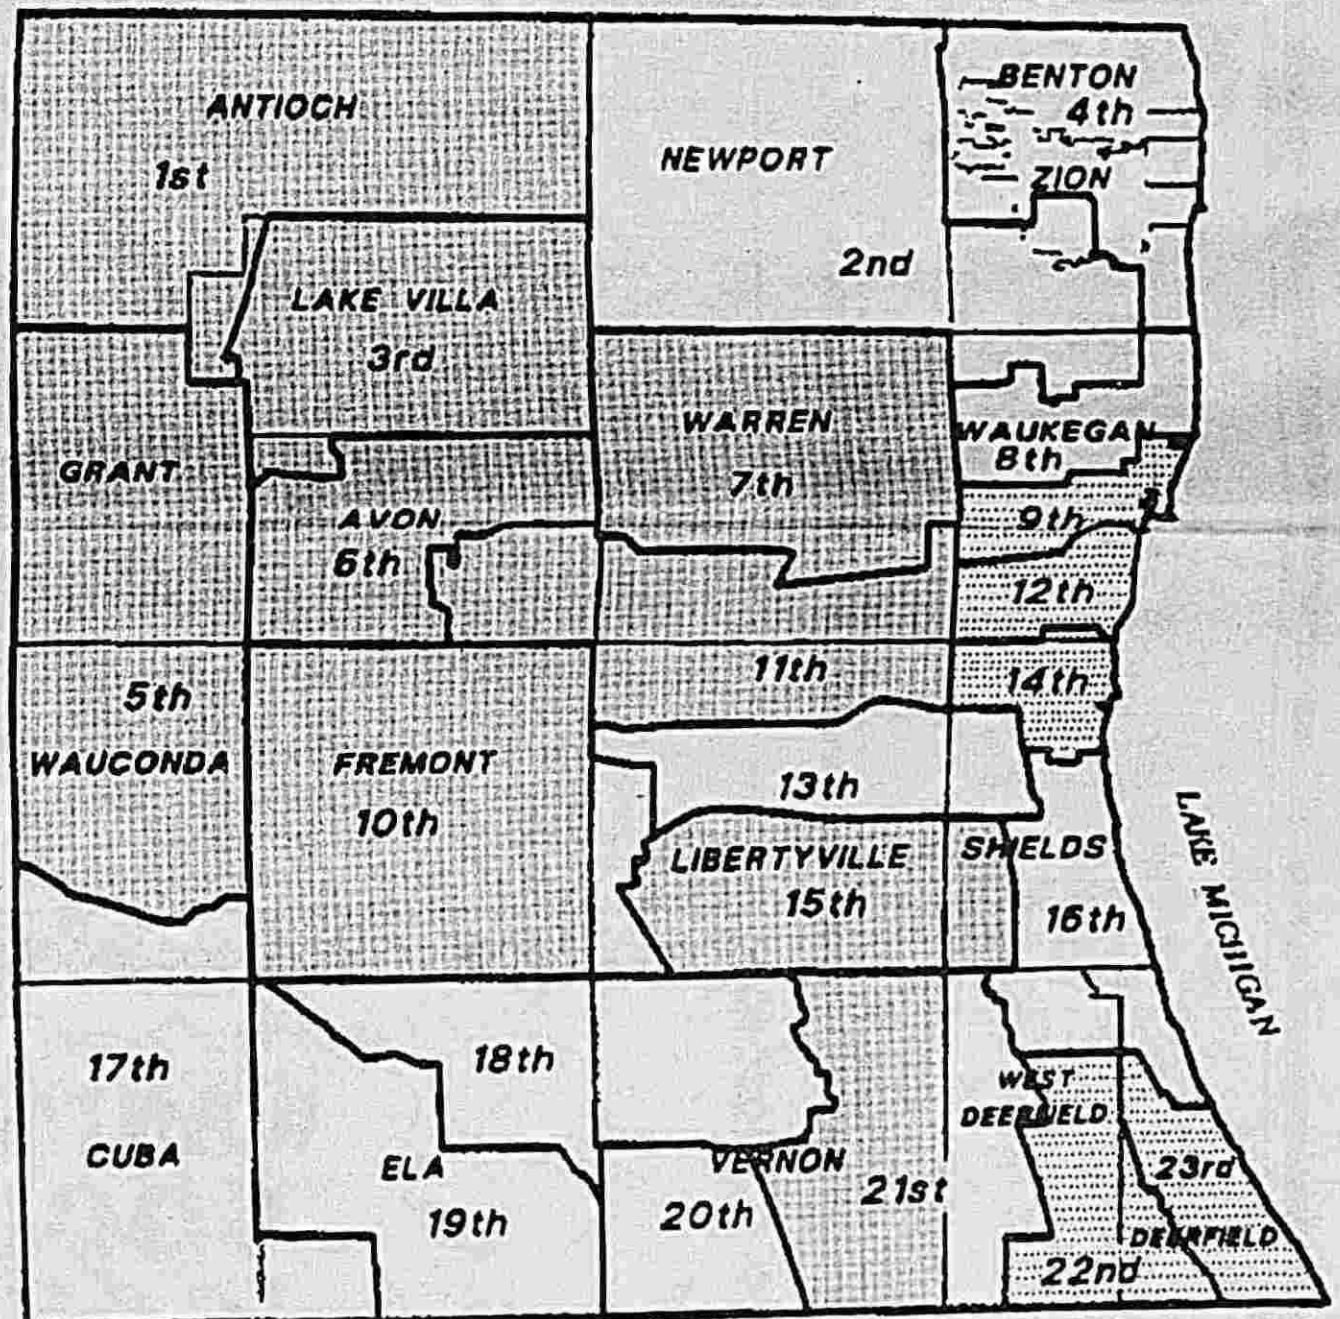 ANTIOCH
1st
NEWPORT
2nd
BENTON
4th
ZION
LAKE VILLA
3rd
WARREN
7th
WAUKEGAN
8th
GRANT
AVON
6th
9th
12th
5th
WAUCONDA
FREMONT
10th
11th
14th
13th
LIBERTYVILLE
15th
SHIELDS
16th
LAKE MICHIGAN
17th
CUBA
18th
ELA
19th
VERNON
20th
21st
WEST
DEERFIELD
23rd
DEERFIELD
22nd